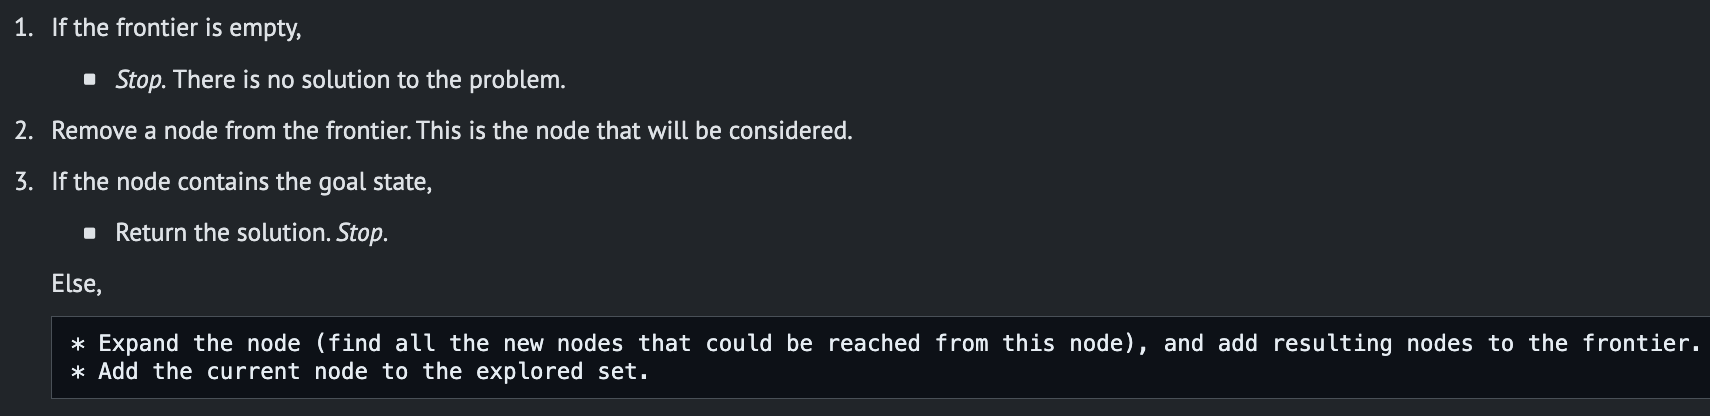 1. If the frontier is empty,
▪ Stop. There is no solution to the problem.
2. Remove a node from the frontier. This is the node that will be considered.
3. If the node contains the goal state,
▪ Return the solution. Stop.
Else,
* Expand the node (find all the new nodes that could be reached from this node), and add resulting nodes to the frontier.
* Add the current node to the explored set.